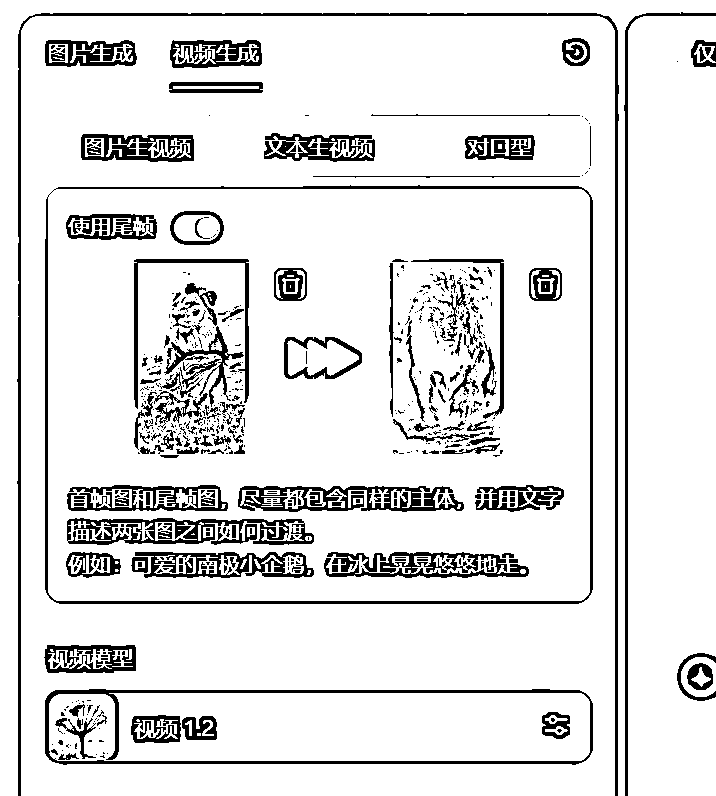 图片生成 视频生成
图片生视频 文本生视频 对口型
使用尾帧
首帧图和尾帧图，尽量都包含同样的主体，并用文字
描述两张图之间如何过渡。
例如：可爱的南极小企鹅，在冰上晃晃悠悠地走。
视频模型
视频 1.2
仅